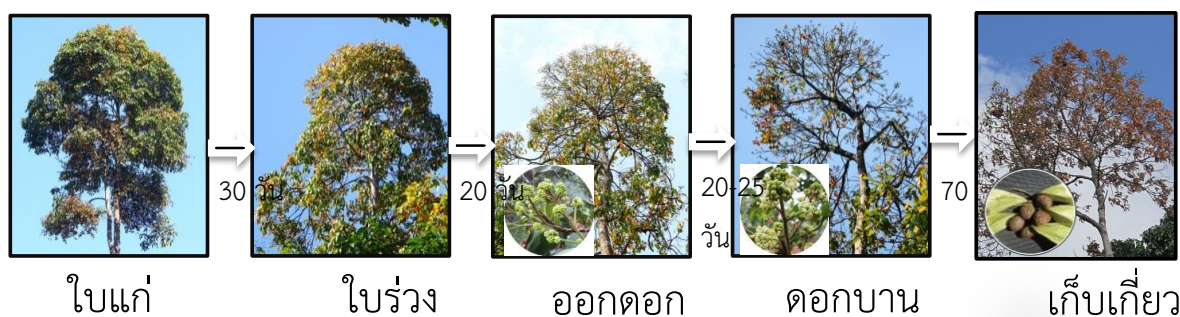 30 วัน
20 วัน
20-25
วัน
70
ใบแก่
ใบร่วง
ออกดอก
ดอกบาน
เก็บเกี่ยว